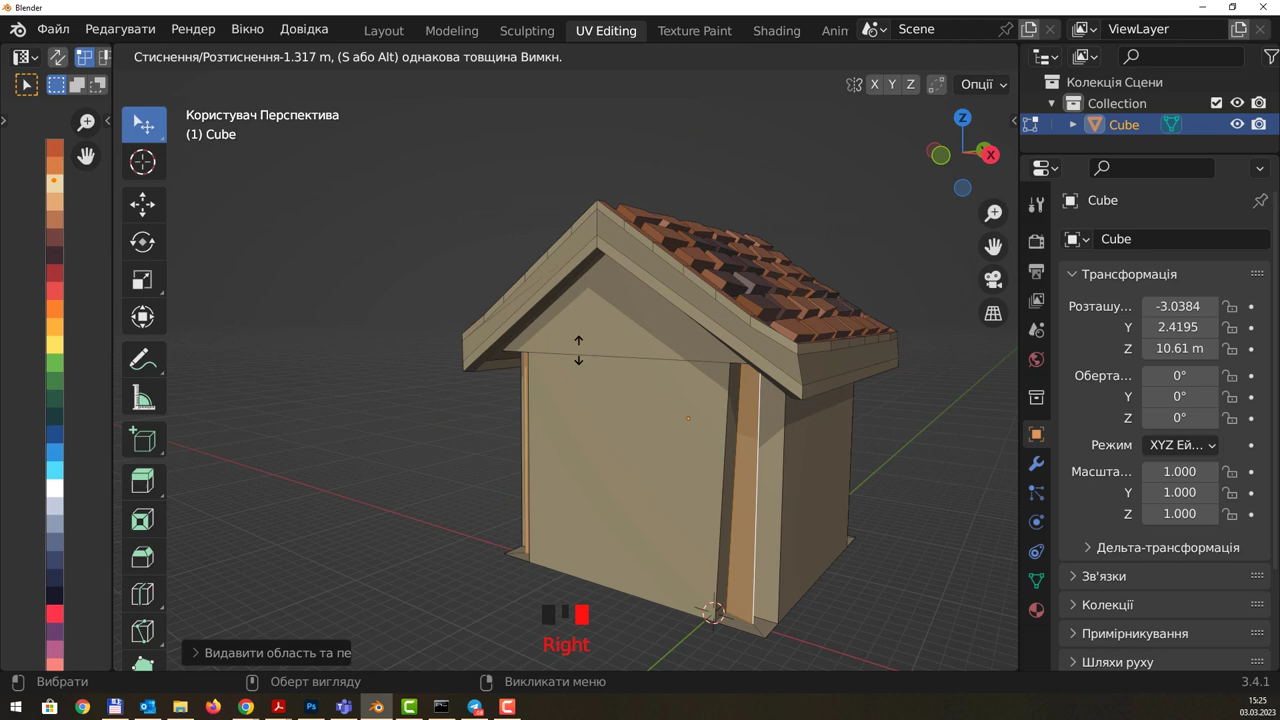 Blender
Файл Редагувати Рендер Вікно Довідка Layout Modeling Sculpting UV Editing Texture Paint Shading Anim Scene ViewLayer
Стиснення/Розтиснення-1.317 m, (S або Alt) однакова товщина Вимкн.
X Y Z Опції
Користувач Перспектива
(1) Cube
Z
X
Колекція Сцени
Collection
Cube
Cube
Cube
Трансформація
Розташу... -3.0384
Y 2.4195
Z 10.61 m
Оберта... 0°
Y 0°
Z 0°
Режим XYZ Ей...
Масшта... 1.000
Y 1.000
Z 1.000
Дельта-трансформація
Зв'язки
Колекції
Примірникування
Шляхи руху
Right
Видавити область та пе
Вибрати Оберт вигляду Викликати меню 3.4.1
15:25
03.03.2023